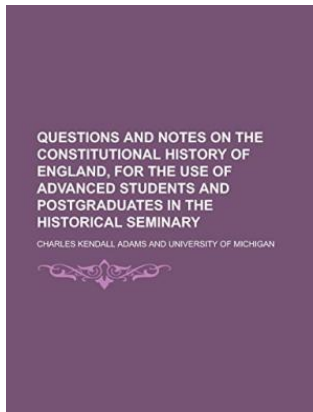 QUESTIONS AND NOTES ON THE
CONSTITUTIONAL HISTORY OF
ENGLAND, FOR THE USE OF
ADVANCED STUDENTS AND
POSTGRADUATES IN THE
HISTORICAL SEMINARY
CHARLES KENDALL ADAMS AND UNIVERSITY OF MICHIGAN